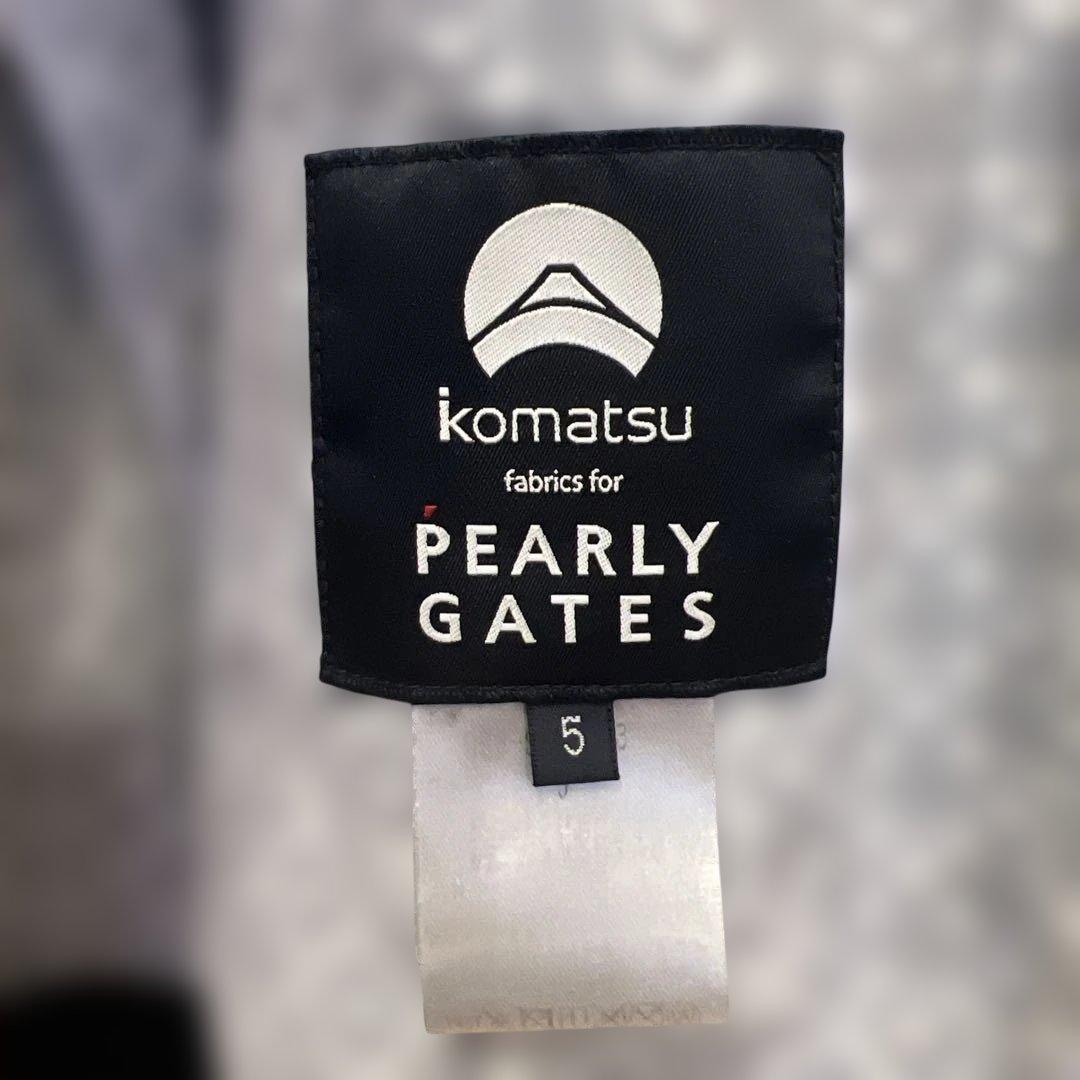 komatsu
fabrics for
PEARLY
GATES
5